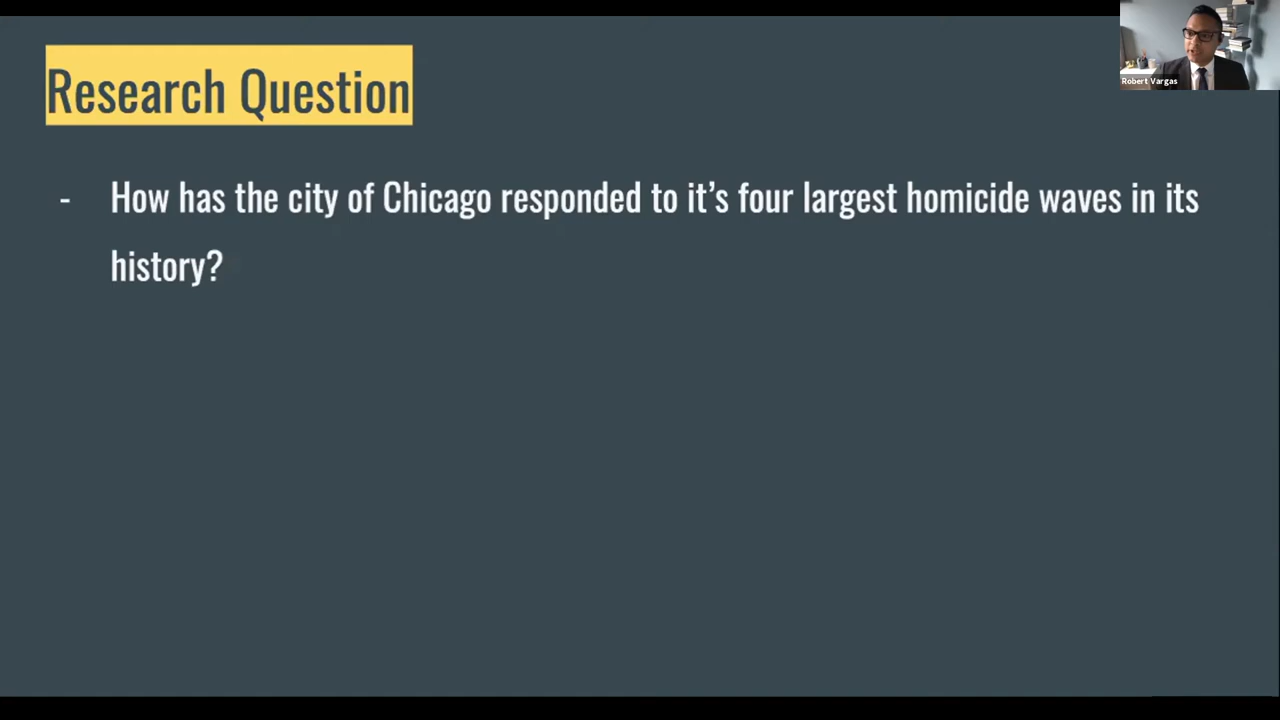 Research Question
- How has the city of Chicago responded to it’s four largest homicide waves in its
history?
Robert Vargas